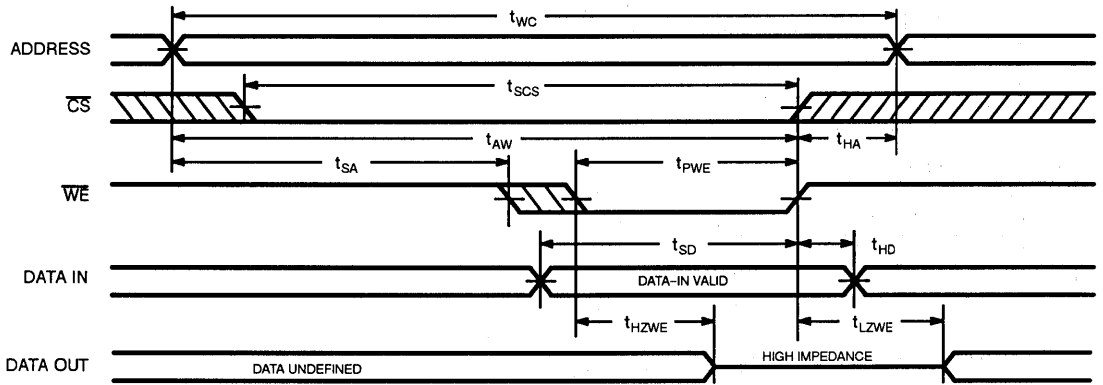 tWC
ADDRESS
tSCS
CS
tAW
tHA
tSA
tPWE
WE
tSD
tHD
DATA IN
DATA-IN VALID
tHZWE
tLZWE
DATA OUT
DATA UNDEFINED
HIGH IMPEDANCE